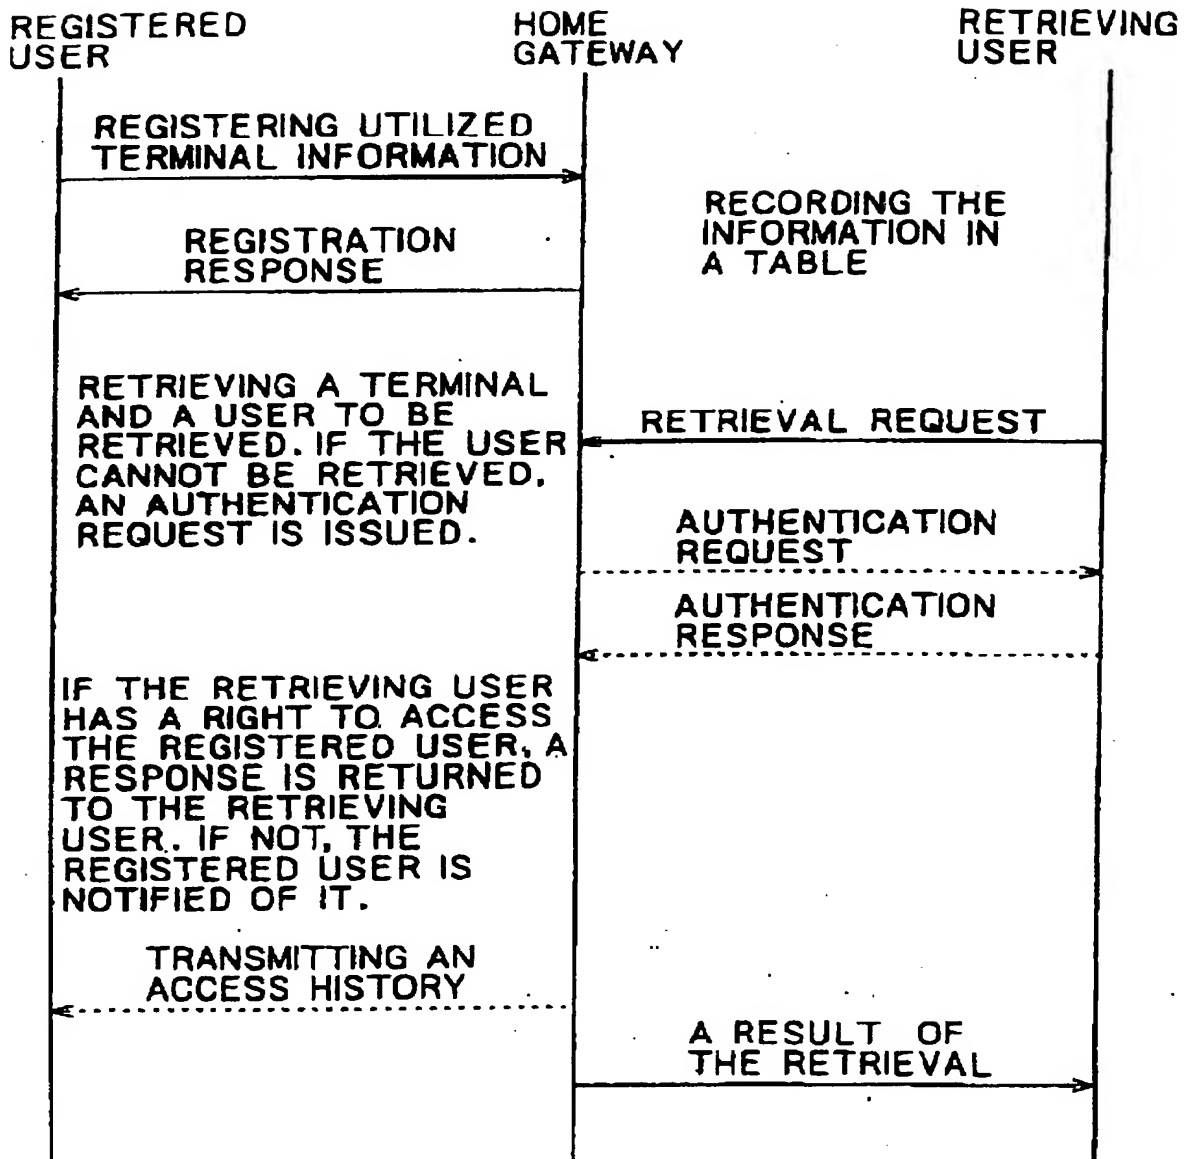 REGISTERED
USER
HOME
GATEWAY
RETRIEVING
USER
REGISTERING UTILIZED
TERMINAL INFORMATION
RECORDING THE
INFORMATION IN
A TABLE
REGISTRATION
RESPONSE
RETRIEVING A TERMINAL
AND A USER TO BE
RETRIEVED. IF THE USER
CANNOT BE RETRIEVED,
AN AUTHENTICATION
REQUEST IS ISSUED.
RETRIEVAL REQUEST
AUTHENTICATION
REQUEST
AUTHENTICATION
RESPONSE
IF THE RETRIEVING USER
HAS A RIGHT TO ACCESS
THE REGISTERED USER, A
RESPONSE IS RETURNED
TO THE RETRIEVING
USER. IF NOT, THE
REGISTERED USER IS
NOTIFIED OF IT.
TRANSMITTING AN
ACCESS HISTORY
A RESULT OF
THE RETRIEVAL